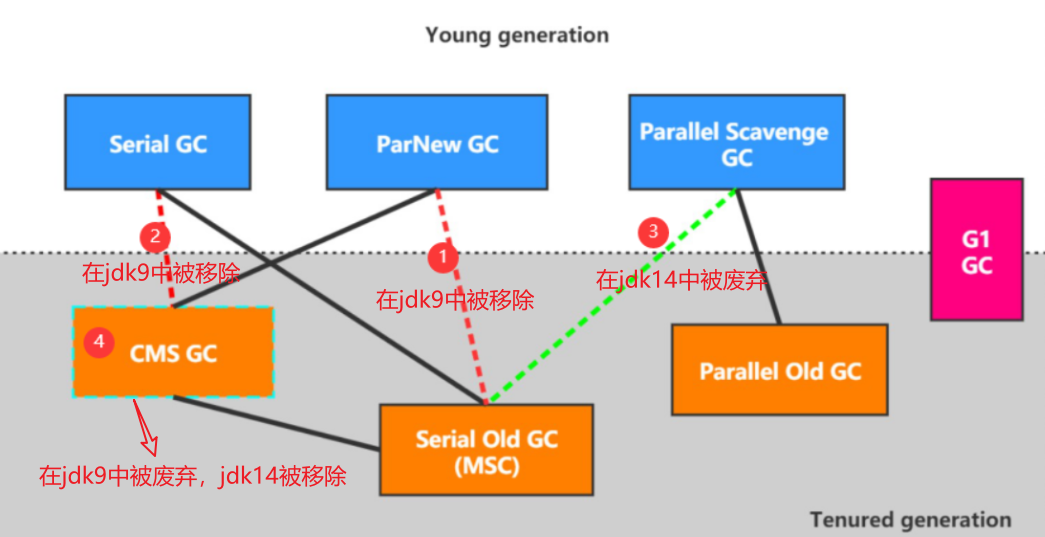 Young generation
Serial GC
ParNew GC
Parallel Scavenge
GC
2
在jdk9中被移除
1
在jdk9中被移除
3
在jdk14中被废弃
G1
GC
4
CMS GC
Parallel Old GC
Serial Old GC
(MSC)
在jdk9中被废弃，jdk14被移除
Tenured generation